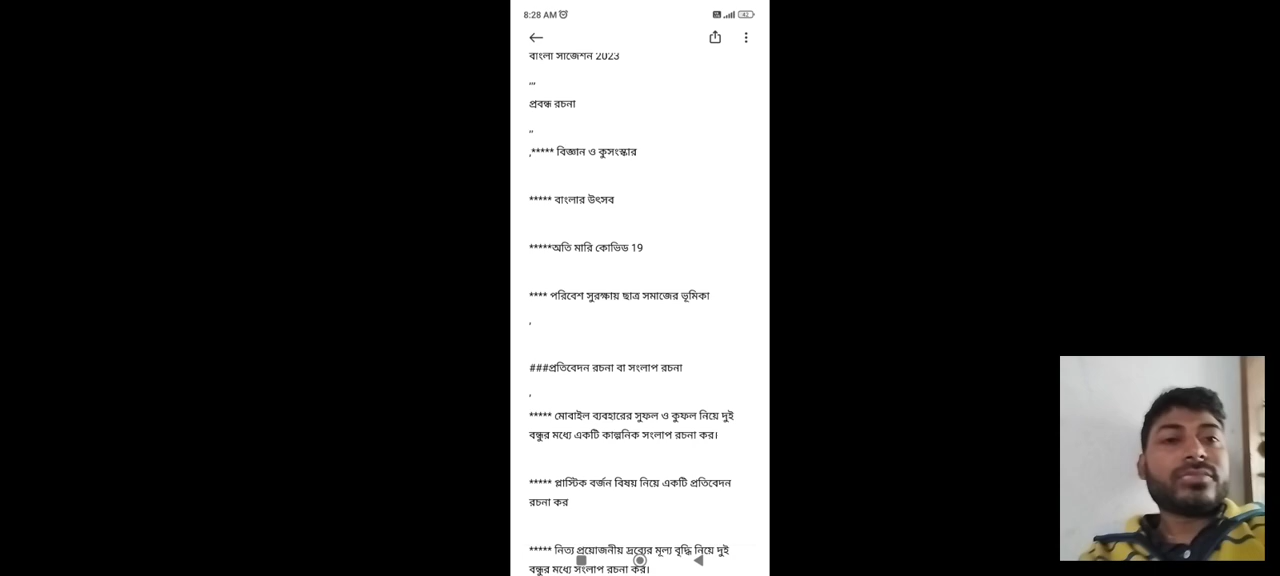 8:28 AM
42
বাংলা সাজেশন 2023
,,,
প্রবন্ধ রচনা
,,
,***** বিজ্ঞান ও কুসংস্কার
***** বাংলার উৎসব
*****অতি মারি কোভিড 19
**** পরিবেশ সুরক্ষায় ছাত্র সমাজের ভূমিকা
,
###প্রতিবেদন রচনা বা সংলাপ রচনা
,
***** মোবাইল ব্যবহারের সুফল ও কুফল নিয়ে দুই
বন্ধুর মধ্যে একটি কাল্পনিক সংলাপ রচনা কর।
***** প্লাস্টিক বর্জন বিষয় নিয়ে একটি প্রতিবেদন
রচনা কর
***** নিত্য প্রয়োজনীয় দ্রব্যের মূল্য বৃদ্ধি নিয়ে দুই
বন্ধুর মধ্যে সংলাপ রচনা কর।